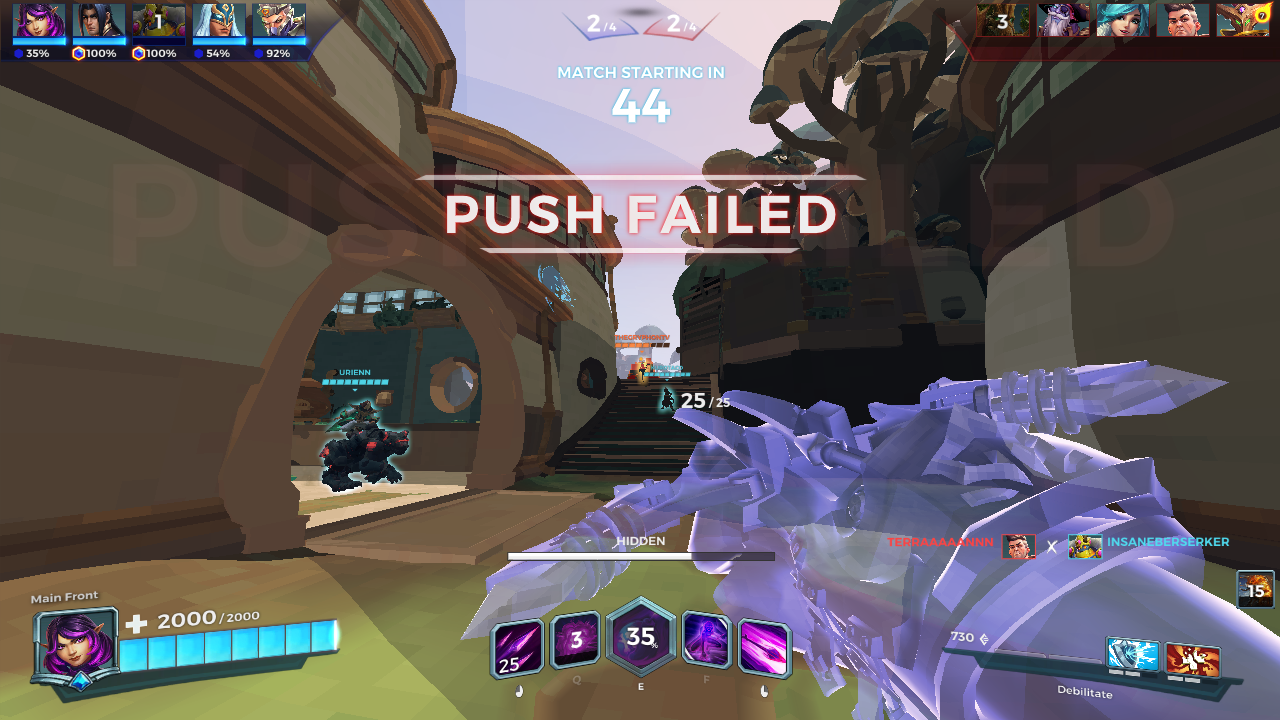 35%
100%
1
100%
54%
92%
2/4
2/4
3
MATCH STARTING IN
44
PUSH FAILED
URIENN
25/25
HIDDEN
TERRAAAAANNN X INSANEBERSERKER
15
Main Front
2000/2000
25
3
35%
Q
E
F
730
Debilitate